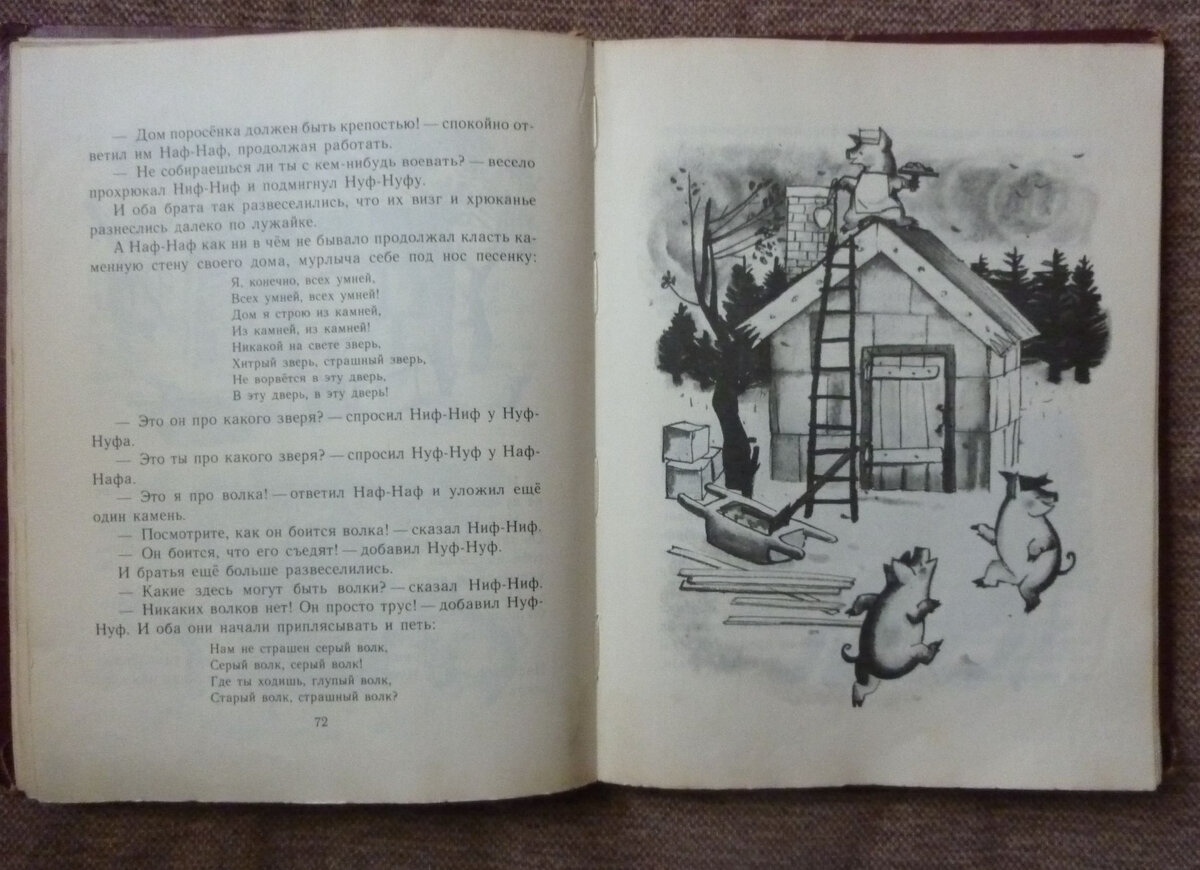 — Дом поросёнка должен быть крепостью! — спокойно от-
ветил им Наф-Наф, продолжая работать.
— Не собираешься ли ты с кем-нибудь воевать? — весело
прохрюкал Ниф-Ниф и подмигнул Нуф-Нуфу.
И оба брата так развеселились, что их визг и хрюканье
разнеслись далеко по лужайке.
А Наф-Наф как ни в чём не бывало продолжал класть ка-
менную стену своего дома, мурлыча себе под нос песенку:
Я, конечно, всех умней,
Всех умней, всех умней!
Дом я строю из камней,
Из камней, из камней!
Никакой на свете зверь,
Хитрый зверь, страшный зверь,
Не ворвётся в эту дверь,
В эту дверь, в эту дверь!
— Это он про какого зверя? — спросил Ниф-Ниф у Нуф-
Нуфа.
— Это ты про какого зверя? — спросил Нуф-Нуф у Наф-
Нафа.
— Это я про волка! — ответил Наф-Наф и уложил ещё
один камень.
— Посмотрите, как он боится волка! — сказал Ниф-Ниф.
— Он боится, что его съедят! — добавил Нуф-Нуф.
И братья ещё больше развеселились.
— Какие здесь могут быть волки? — сказал Ниф-Ниф.
— Никаких волков нет! Он просто трус! — добавил Нуф-
Нуф. И оба они начали приплясывать и петь:
Нам не страшен серый волк,
Серый волк, серый волк!
Где ты ходишь, глупый волк,
Старый волк, страшный волк?
72